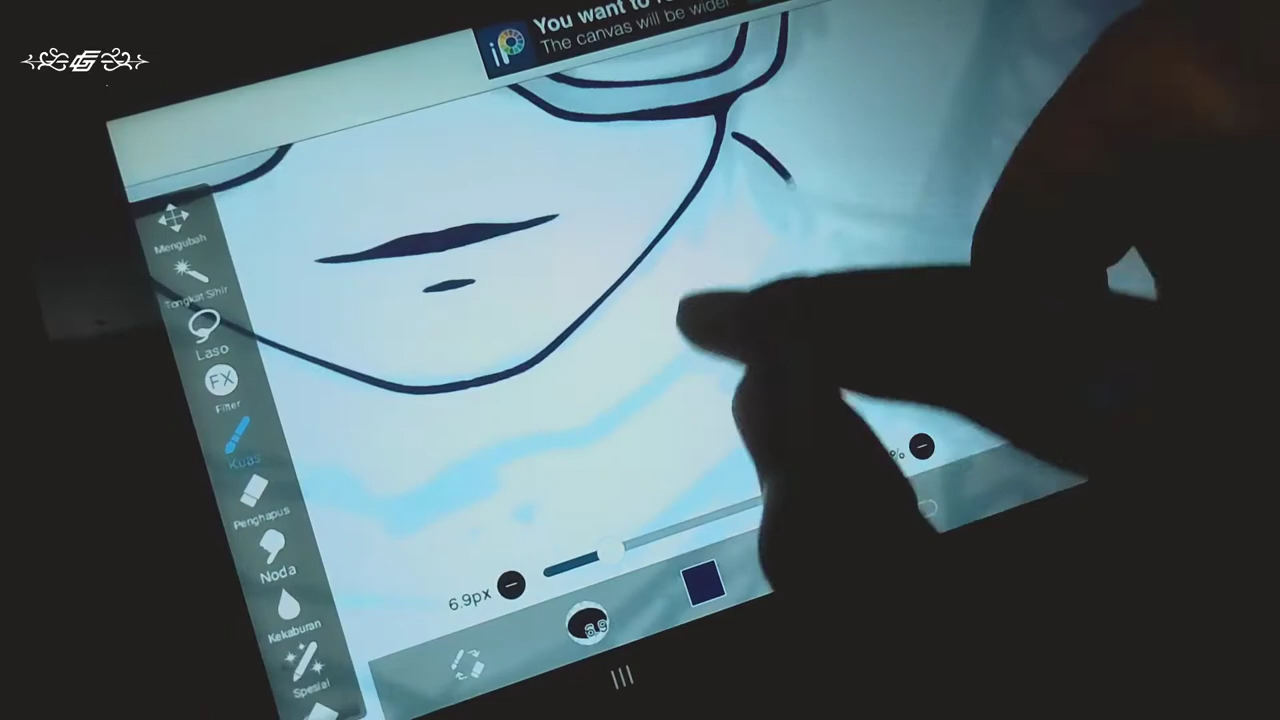 You want to
The canvas will be wider.
Mengubah
Tongkat Sihir
Laso
FX
Filter
Kuas
Penghapus
Noda
Kekaburan
Spesial
6.9px
%